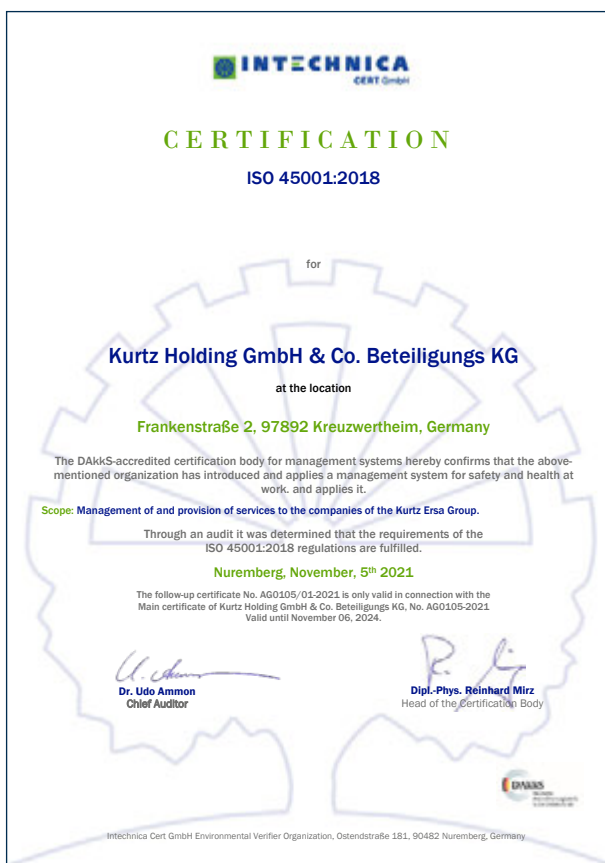 INTECHNICA
CERT GmbH
CERTIFICATION
ISO 45001:2018
for
Kurtz Holding GmbH & Co. Beteiligungs KG
at the location
Frankenstraße 2, 97892 Kreuzwertheim, Germany
The DAkkS-accredited certification body for management systems hereby confirms that the above-
mentioned organization has introduced and applies a management system for safety and health at
work. and applies it.
Scope: Management of and provision of services to the companies of the Kurtz Ersa Group.
Through an audit it was determined that the requirements of the
ISO 45001:2018 regulations are fulfilled.
Nuremberg, November, 5th 2021
The follow-up certificate No. AG0105/01-2021 is only valid in connection with the
Main certificate of Kurtz Holding GmbH & Co. Beteiligungs KG, No. AG0105-2021
Valid until November 06, 2024.
Dr. Udo Ammon
Chief Auditor
Dipl.-Phys. Reinhard Mirz
Head of the Certification Body
DAkkS
Intechnica Cert GmbH Environmental Verifier Organization, Ostendstraße 181, 90482 Nuremberg, Germany